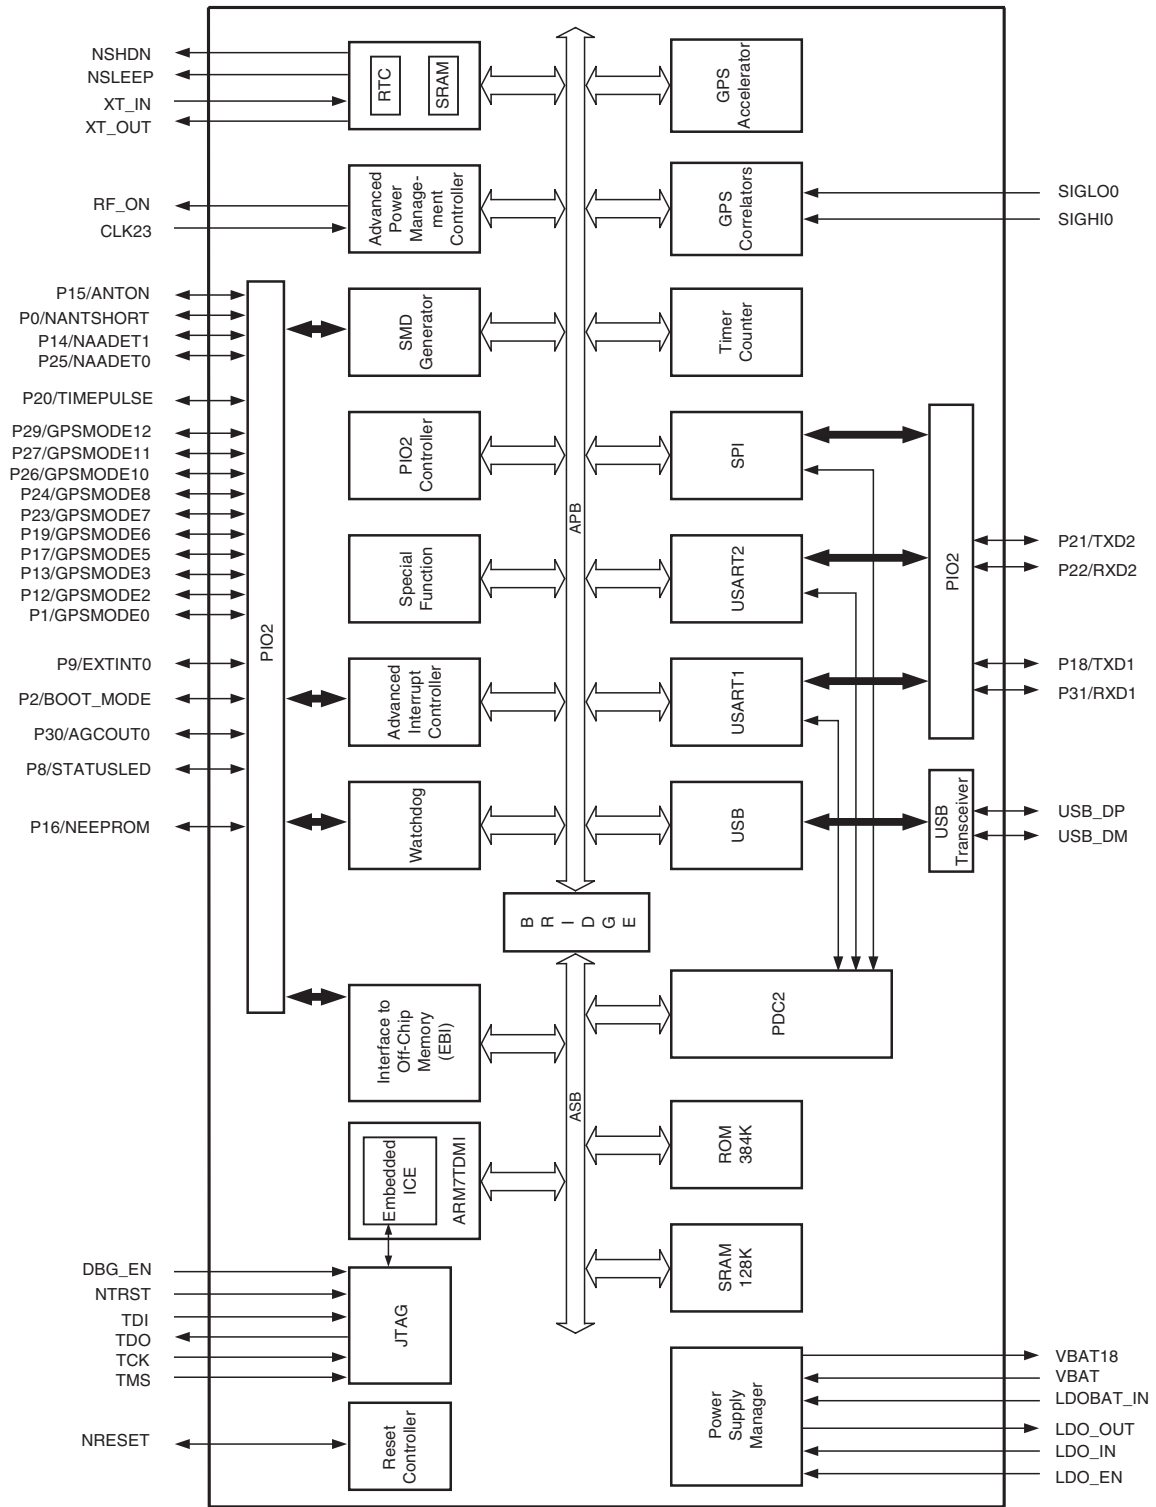 NSHDN
NSLEEP
XT_IN
XT_OUT
RF_ON
CLK23
P15/ANTON
P0/NANTSHORT
P14/NAADET1
P25/NAADET0
P20/TIMEPULSE
P29/GPSMODE12
P27/GPSMODE11
P26/GPSMODE10
P24/GPSMODE8
P23/GPSMODE7
P19/GPSMODE6
P17/GPSMODE5
P13/GPSMODE3
P12/GPSMODE2
P1/GPSMODE0
P9/EXTINT0
P2/BOOT_MODE
P30/AGCOUT0
P8/STATUSLED
P16/NEEPROM
DBG_EN
NTRST
TDI
TDO
TCK
TMS
NRESET
PIO2
RTC
SRAM
Advanced
Power
Manage-
ment
Controller
SMD
Generator
PIO2
Controller
Special
Function
Advanced
Interrupt
Controller
Watchdog
Interface to
Off-Chip
Memory
(EBI)
Embedded
ICE
ARM7TDMI
JTAG
Reset
Controller
APB
BRIDGE
ASB
GPS
Accelerator
GPS
Correlators
Timer
Counter
SPI
USART2
USART1
USB
PDC2
ROM
384K
SRAM
128K
Power
Supply
Manager
PIO2
USB
Transceiver
SIGLO0
SIGHI0
P21/TXD2
P22/RXD2
P18/TXD1
P31/RXD1
USB_DP
USB_DM
VBAT18
VBAT
LDOBAT_IN
LDO_OUT
LDO_IN
LDO_EN